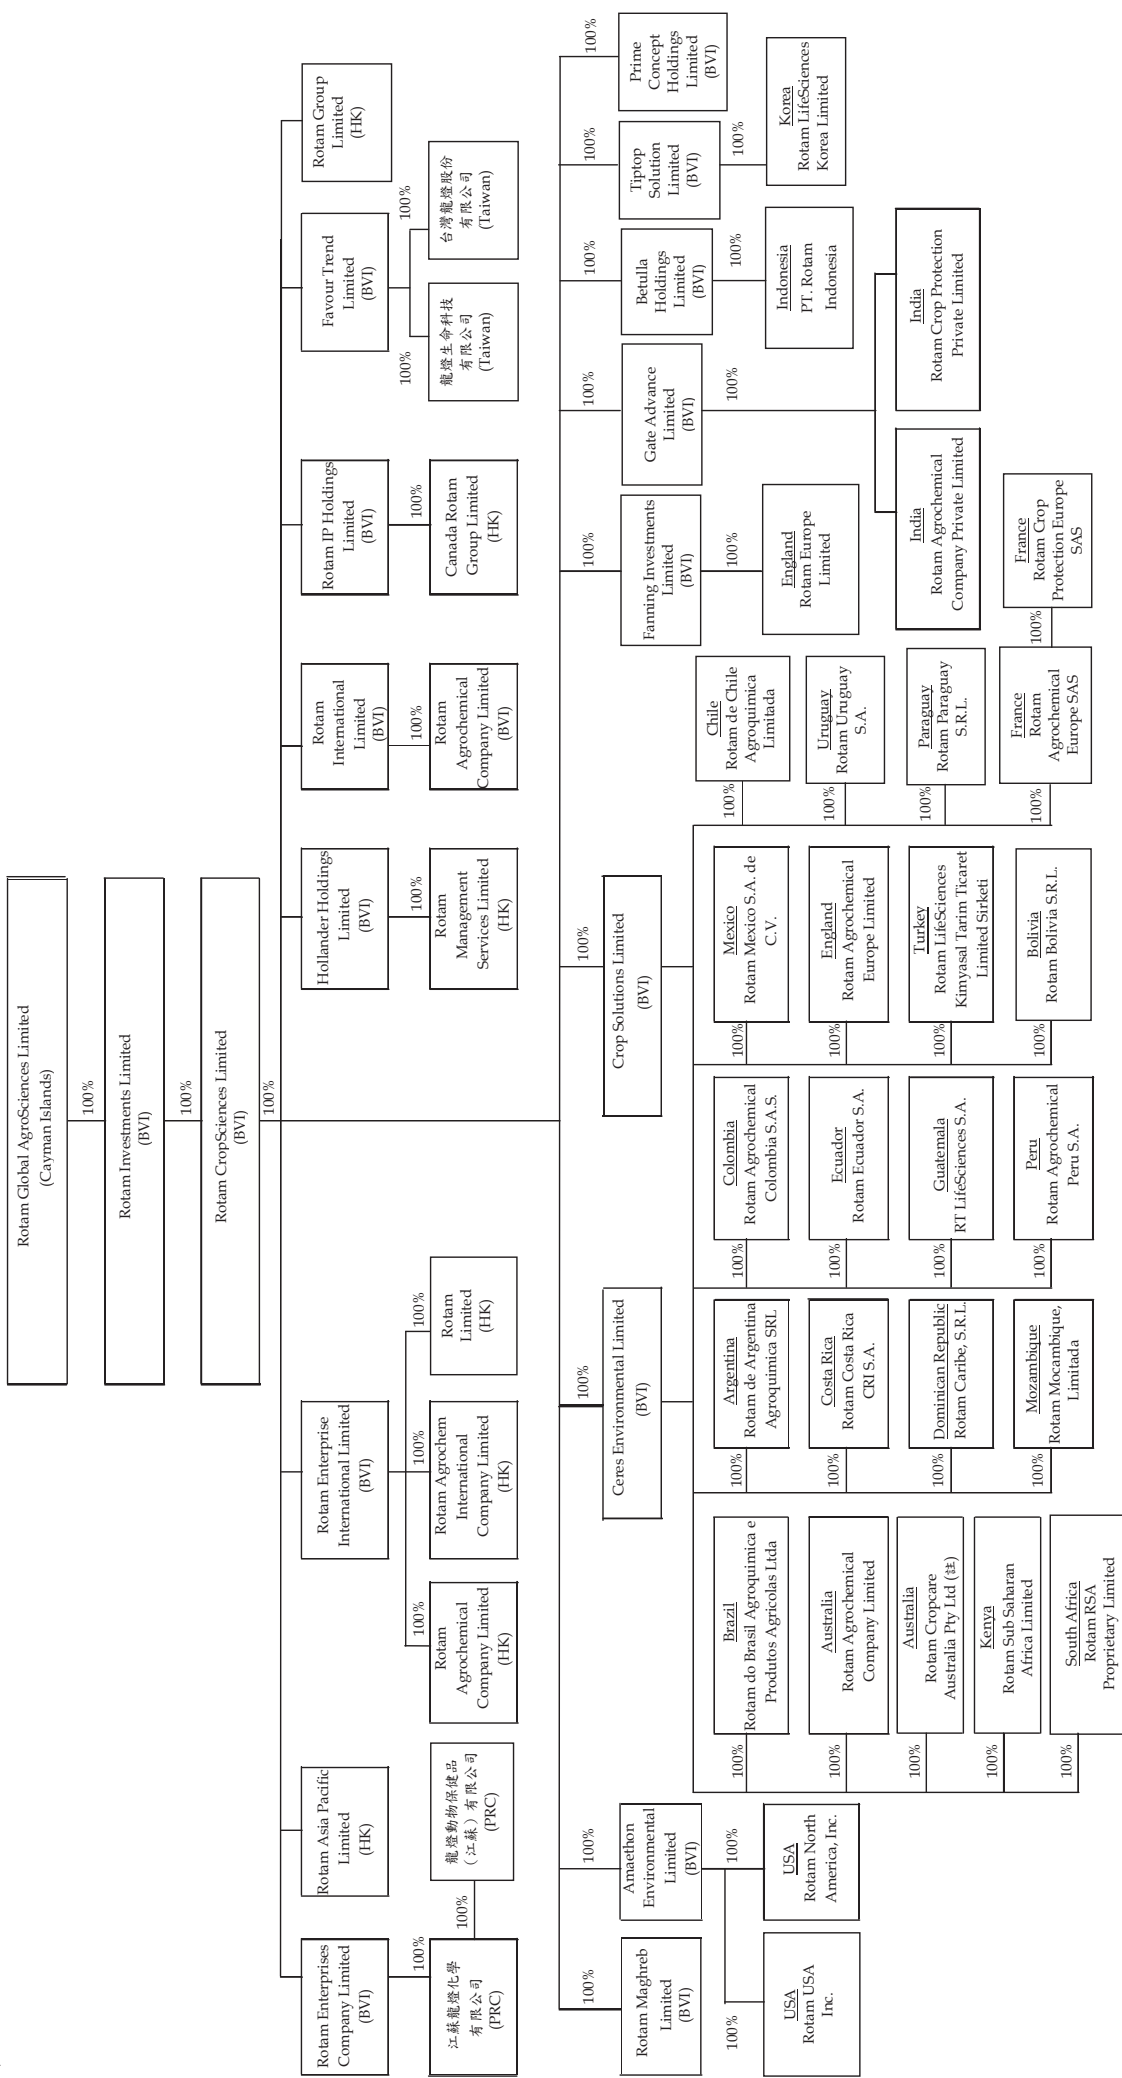 Rotam Global AgroSciences Limited
(Cayman Islands)
100%
Rotam Investments Limited
(BVI)
100%
Rotam CropSciences Limited
(BVI)
100%
Rotam Enterprises
Company Limited
(BVI)
100%
江蘇龍燈化學
有限公司
(PRC)
100%
龍燈動物保健品
（江蘇）有限公司
(PRC)
Rotam Asia Pacific
Limited
(HK)
Rotam Enterprise
International Limited
(BVI)
100%
Rotam
Agrochemical
Company Limited
(HK)
100%
Rotam Agrochem
International
Company Limited
(HK)
100%
Rotam
Limited
(HK)
Hollander Holdings
Limited
(BVI)
100%
Rotam
Management
Services Limited
(HK)
Rotam
International
Limited
(BVI)
100%
Rotam
Agrochemical
Company Limited
(BVI)
Rotam IP Holdings
Limited
(BVI)
100%
Canada Rotam
Group Limited
(HK)
Favour Trend
Limited
(BVI)
100%
龍燈生命科技
有限公司
(Taiwan)
100%
台灣龍燈股份
有限公司
(Taiwan)
Rotam Group
Limited
(HK)
100%
Rotam Maghreb
Limited
(BVI)
100%
Amaethon
Environmental
Limited
(BVI)
100%
USA
Rotam USA
Inc.
100%
USA
Rotam North
America, Inc.
100%
Ceres Environmental Limited
(BVI)
100%
Crop Solutions Limited
(BVI)
100%
Fanning Investments
Limited
(BVI)
100%
England
Rotam Europe
Limited
100%
Gate Advance
Limited
(BVI)
100%
India
Rotam Agrochemical
Company Private Limited
India
Rotam Crop Protection
Private Limited
100%
Betulla
Holdings
Limited
(BVI)
100%
Indonesia
PT. Rotam
Indonesia
100%
Tiptop
Solution
Limited
(BVI)
100%
Korea
Rotam LifeSciences
Korea Limited
100%
Prime
Concept
Holdings
Limited
(BVI)
100%
Brazil
Rotam do Brasil Agroquimica e
Produtos Agricolas Ltda
100%
Australia
Rotam Agrochemical
Company Limited
100%
Australia
Rotam Cropcare
Australia Pty Ltd (註)
100%
Kenya
Rotam Sub Saharan
Africa Limited
100%
South Africa
Rotam RSA
Proprietary Limited
100%
Argentina
Rotam de Argentina
Agroquimica SRL
100%
Costa Rica
Rotam Costa Rica
CRI S.A.
100%
Dominican Republic
Rotam Caribe, S.R.L.
100%
Mozambique
Rotam Mocambique,
Limitada
100%
Colombia
Rotam Agrochemical
Colombia S.A.S.
100%
Ecuador
Rotam Ecuador S.A.
100%
Guatemala
RT LifeSciences S.A.
100%
Peru
Rotam Agrochemical
Peru S.A.
100%
Mexico
Rotam Mexico S.A. de
C.V.
100%
England
Rotam Agrochemical
Europe Limited
100%
Turkey
Rotam LifeSciences
Kimyasal Tarim Ticaret
Limited Sirketi
100%
Bolivia
Rotam Bolivia S.R.L.
100%
Chile
Rotam de Chile
Agroquimica
Limitada
100%
Uruguay
Rotam Uruguay
S.A.
100%
Paraguay
Rotam Paraguay
S.R.L.
100%
France
Rotam
Agrochemical
Europe SAS
100%
France
Rotam Crop
Protection Europe
SAS